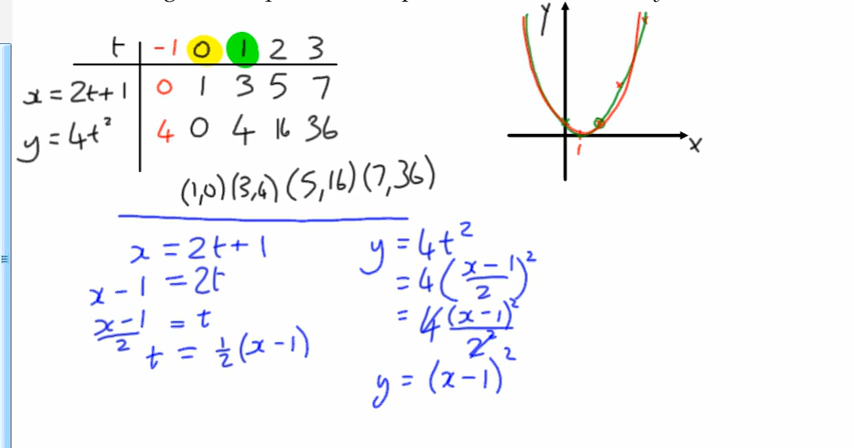 t -1 0 1 2 3
x = 2t+1 0 1 3 5 7
y = 4t² 4 0 4 16 36
(1,0)(3,4)(5,16)(7,36)
x = 2t+1
x - 1 = 2t
x-1/2 = t
t = 1/2(x-1)
y = 4t²
= 4(x-1/2)²
= 4(x-1)²/2²
y = (x-1)²
y
x
1